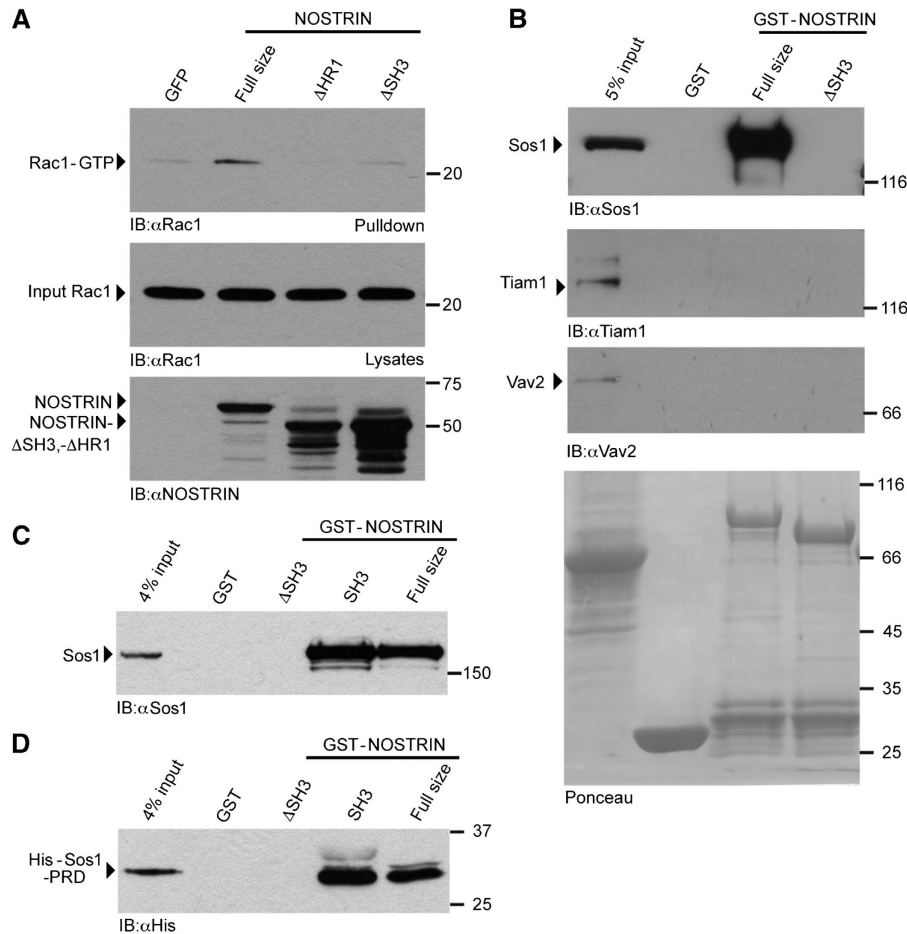 A
NOSTRIN
GFP
Full size
ΔHR1
ΔSH3
Rac1-GTP
20
IB:αRac1
Pulldown
Input Rac1
20
IB:αRac1
Lysates
75
NOSTRIN
NOSTRIN-
ΔSH3,-ΔHR1
50
IB:αNOSTRIN
B
GST-NOSTRIN
5% input
GST
Full size
ΔSH3
Sos1
116
IB:αSos1
Tiam1
116
IB:αTiam1
Vav2
66
IB:αVav2
116
66
45
35
25
Ponceau
C
GST-NOSTRIN
4% input
GST
ΔSH3
SH3
Full size
Sos1
150
IB:αSos1
D
GST-NOSTRIN
4% input
GST
ΔSH3
SH3
Full size
37
His-Sos1
-PRD
25
IB:αHis